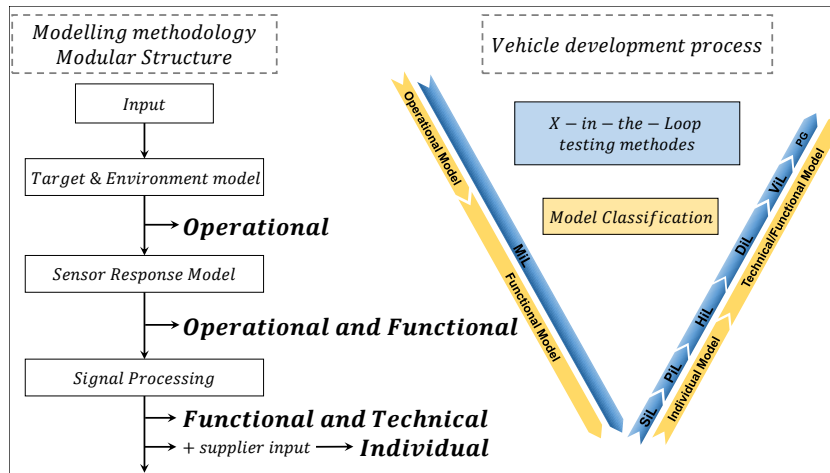 Modelling methodology
Modular Structure
Input
Target & Environment model
Operational
Sensor Response Model
Operational and Functional
Signal Processing
Functional and Technical
+ supplier input
Individual
Vehicle development process
X − in − the − Loop
testing methodes
Model Classification
Operational Model
Functional Model
MiL
SiL
PiL
HiL
DiL
ViL
PG
Individual Model
Technical/Functional Model